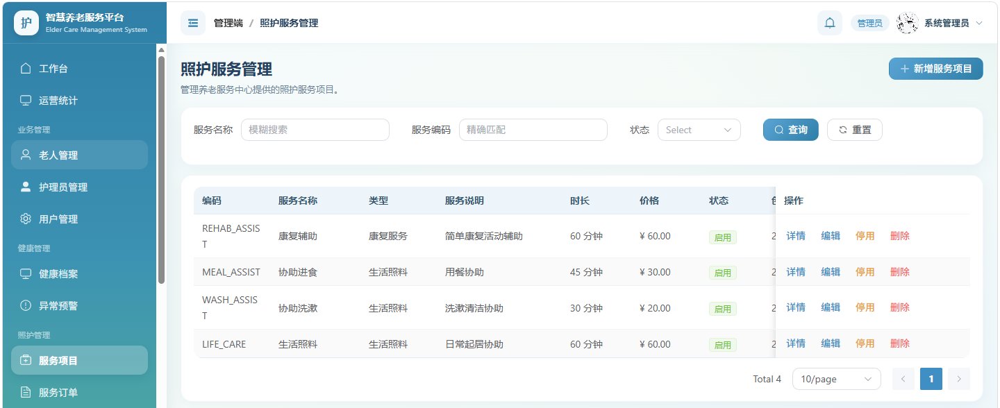 护
智慧养老服务平台
Elder Care Management System
工作台
运营统计
业务管理
老人管理
护理员管理
用户管理
健康管理
健康档案
异常预警
照护管理
服务项目
服务订单
管理端 / 照护服务管理
管理员 系统管理员
照护服务管理
管理养老服务中心提供的照护服务项目。
新增服务项目
服务名称 模糊搜索 服务编码 精确匹配 状态 Select 查询 重置
编码 服务名称 类型 服务说明 时长 价格 状态 操作
REHAB_ASSIS
T 康复辅助 康复服务 简单康复活动辅助 60 分钟 ¥ 60.00 启用 2 详情 编辑 停用 删除
MEAL_ASSIST 协助进食 生活照料 用餐协助 45 分钟 ¥ 30.00 启用 2 详情 编辑 停用 删除
WASH_ASSIS
T 协助洗漱 生活照料 洗漱清洁协助 30 分钟 ¥ 20.00 启用 2 详情 编辑 停用 删除
LIFE_CARE 生活照料 生活照料 日常起居协助 60 分钟 ¥ 60.00 启用 2 详情 编辑 停用 删除
Total 4 10/page 1